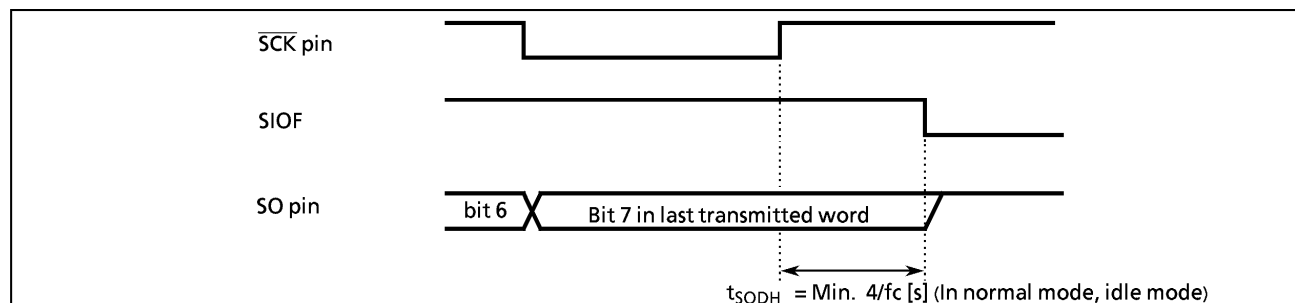 S̅C̅K̅ pin
SIOF
SO pin
bit 6
Bit 7 in last transmitted word
tSODH = Min. 4/fc [s] (In normal mode, idle mode)